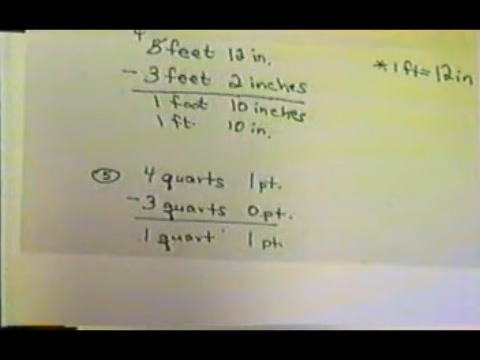 4
5 feet 12 in.
- 3 feet 2 inches
1 foot 10 inches
1 ft. 10 in.
* 1 ft = 12 in
5 4 quarts 1 pt.
- 3 quarts 0 pt.
1 quart 1 pt